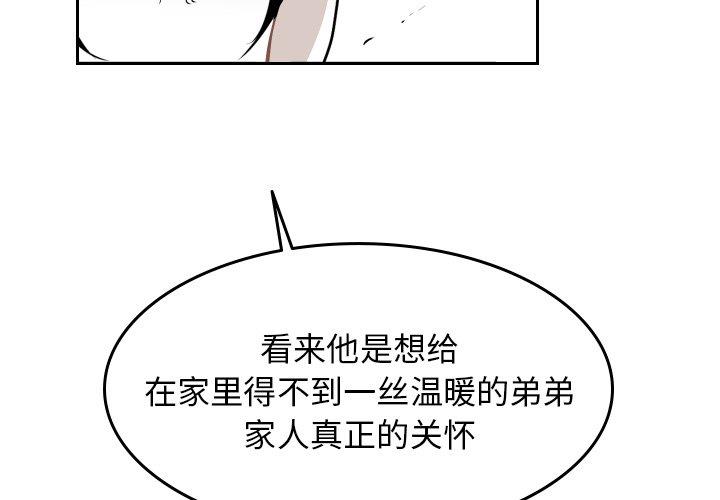 看来他是想给
在家里得不到一丝温暖的弟弟
家人真正的关怀